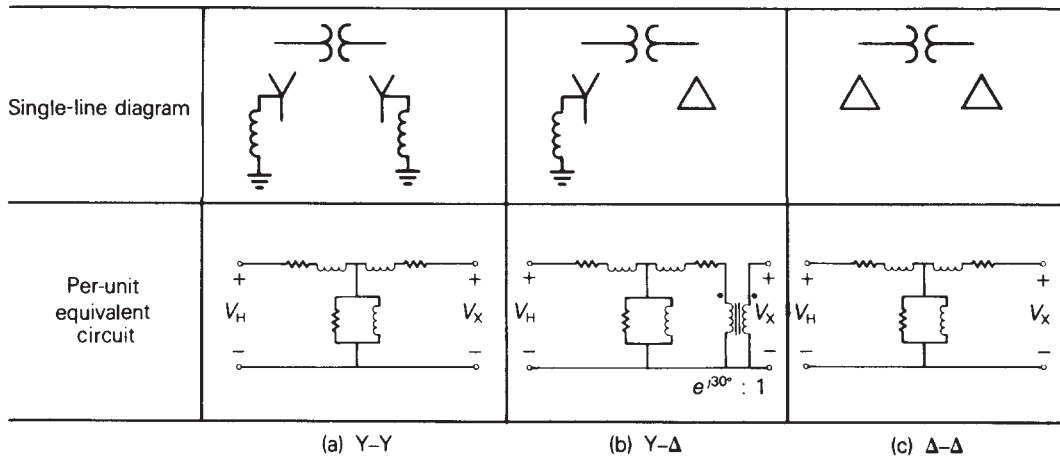 Single-line diagram
Per-unit
equivalent
circuit
+
V_H
−
+
V_X
−
+
V_H
−
+
V_X
−
e^{j30°} : 1
+
V_H
−
+
V_X
−
(a) Y–Y
(b) Y–Δ
(c) Δ–Δ